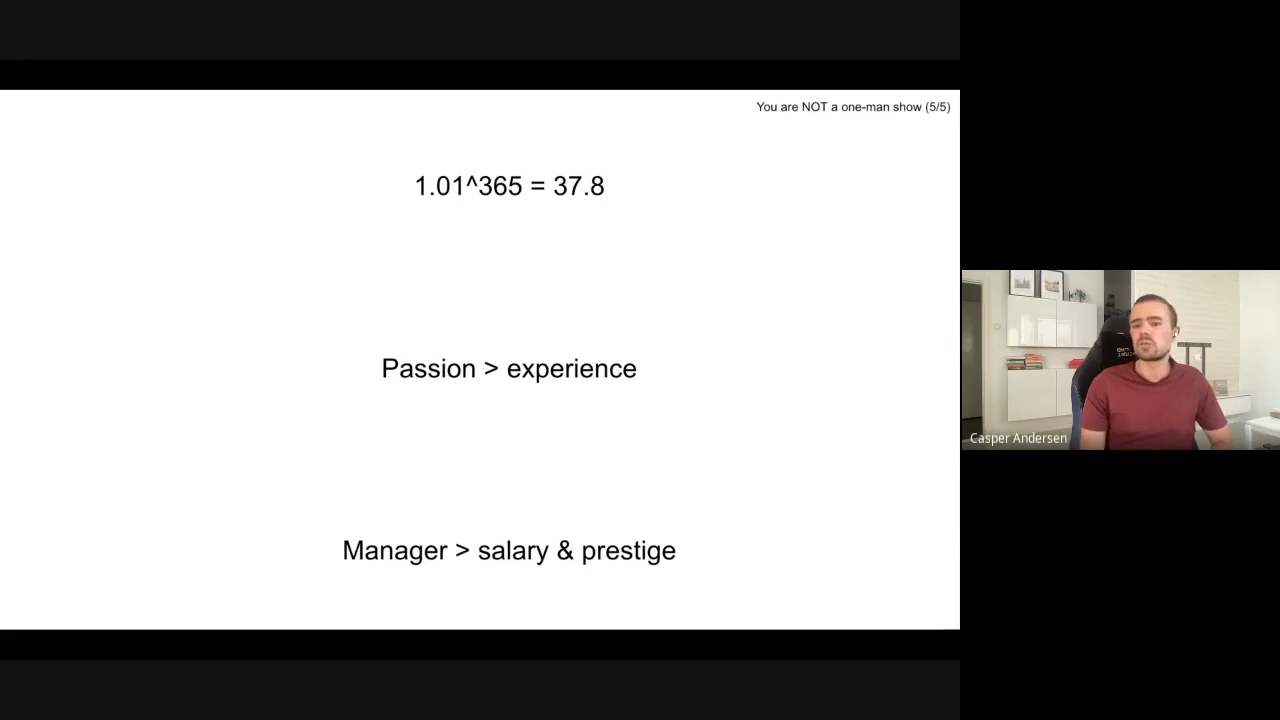 You are NOT a one-man show (5/5)
1.01^365 = 37.8
Passion > experience
Manager > salary & prestige
Casper Andersen